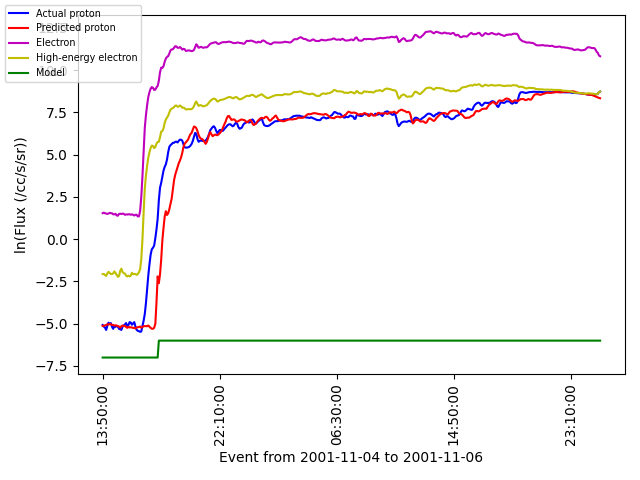 Actual proton
Predicted proton
Electron
High-energy electron
Model
7.5
5.0
2.5
0.0
−2.5
−5.0
−7.5
ln(Flux (/cc/s/sr))
13:50:00
22:10:00
06:30:00
14:50:00
23:10:00
Event from 2001-11-04 to 2001-11-06